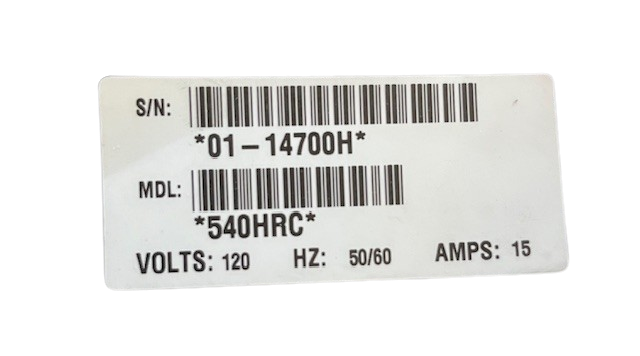 S/N:
*01-14700H*
MDL:
*540HRC*
VOLTS: 120 HZ: 50/60 AMPS: 15